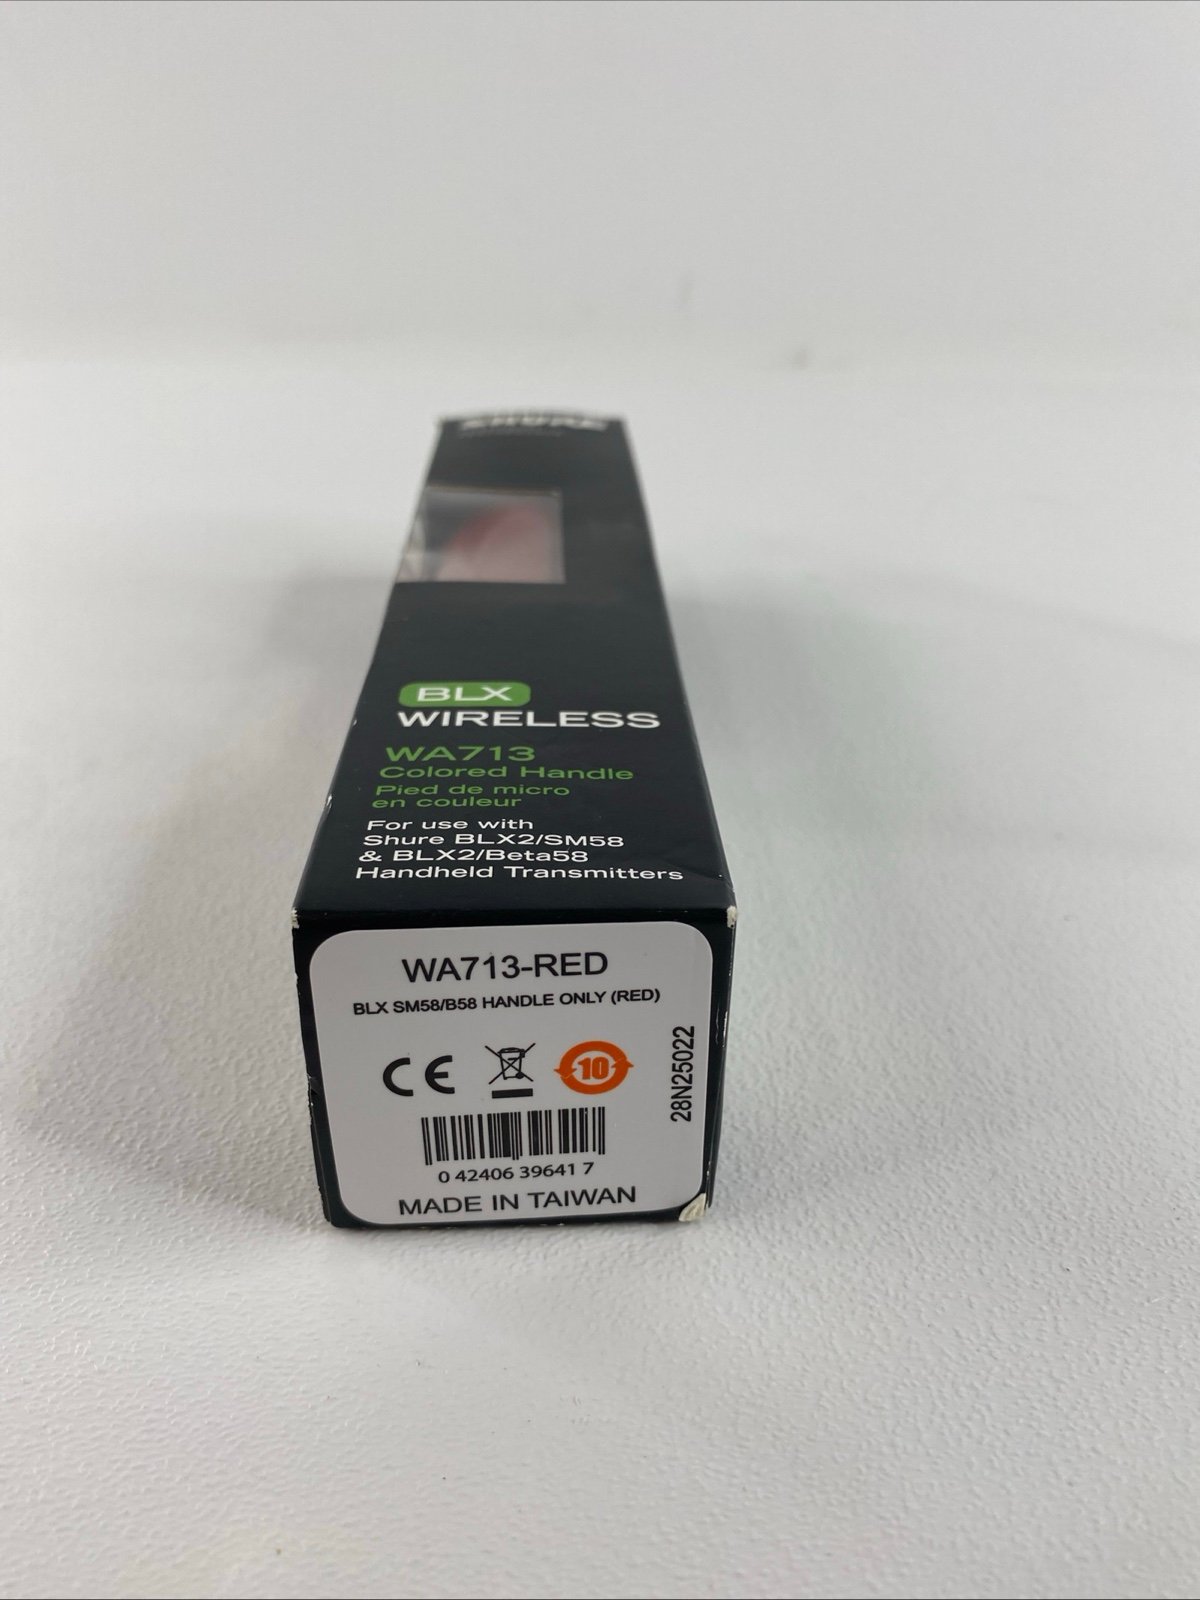 SHURE
BLX
WIRELESS
WA713
Colored Handle
Pied de micro
en couleur
For use with
Shure BLX2/SM58
& BLX2/Beta58
Handheld Transmitters
WA713-RED
BLX SM58/B58 HANDLE ONLY (RED)
CE
10
28N25022
0 42406 39641 7
MADE IN TAIWAN